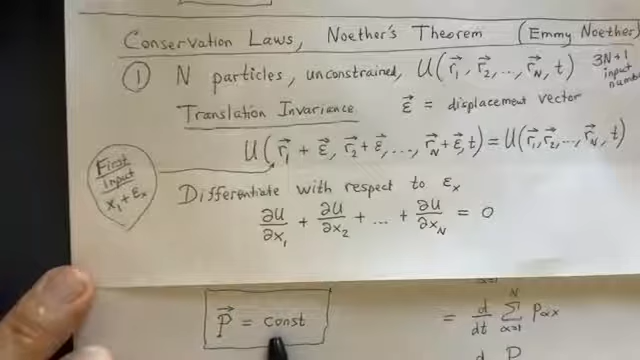 Conservation Laws, Noether's Theorem (Emmy Noether)
① N particles, unconstrained, U(r⃗₁, r⃗₂, ..., r⃗_N, t) 3N+1
input
Translation Invariance. ε⃗ = displacement vector
U(r⃗₁ + ε⃗, r⃗₂ + ε⃗, ..., r⃗_N + ε⃗, t) = U(r⃗₁, r⃗₂, ..., r⃗_N, t)
First
Input
x₁ + εₓ
Differentiate with respect to εₓ
∂U/∂x₁ + ∂U/∂x₂ + ... + ∂U/∂x_N = 0
P⃗ = const
= d/dt Σ_{α=1}^{N} p_{αx}